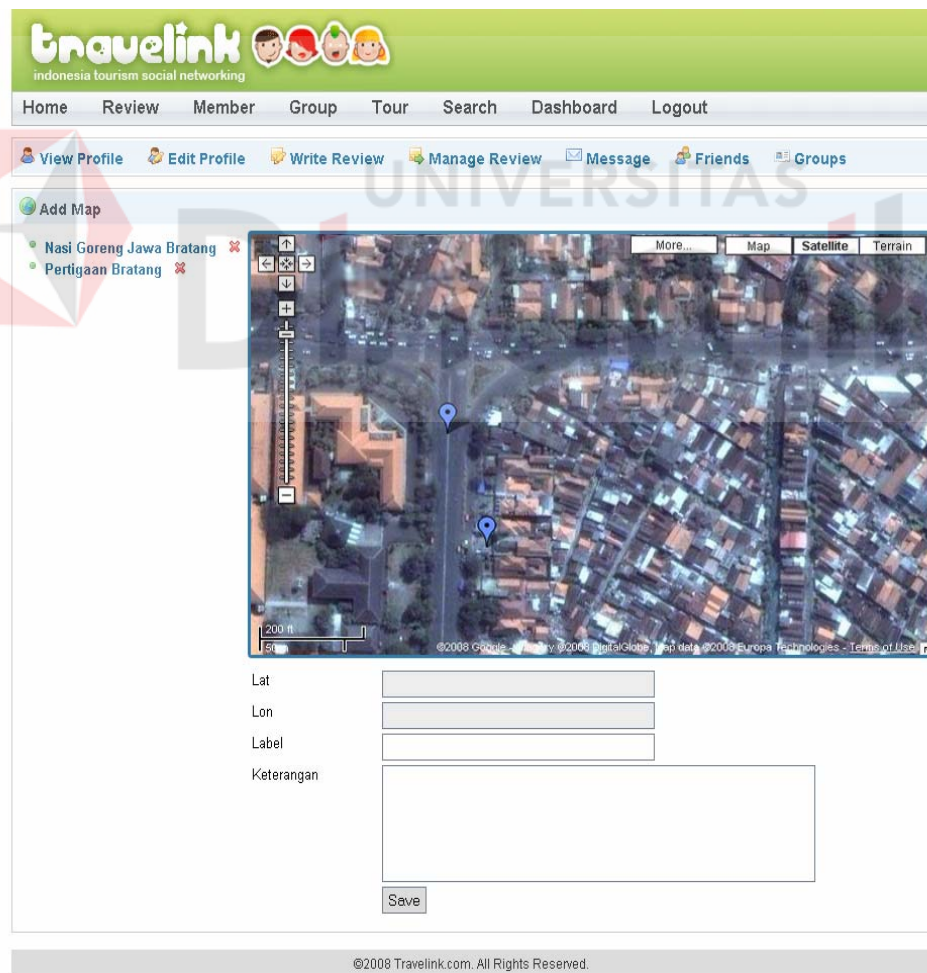 travelink
indonesia tourism social networking
Home Review Member Group Tour Search Dashboard Logout
View Profile Edit Profile Write Review Manage Review Message Friends Groups
UNIVERSITAS
Add Map
Nasi Goreng Jawa Bratang
Pertigaan Bratang
More... Map Satellite Terrain
200 ft
50 m
©2008 Google - Imagery ©2008 DigitalGlobe, Map data ©2008 Europa Technologies - Terms of Use
Lat
Lon
Label
Keterangan
Save
©2008 Travelink.com. All Rights Reserved.